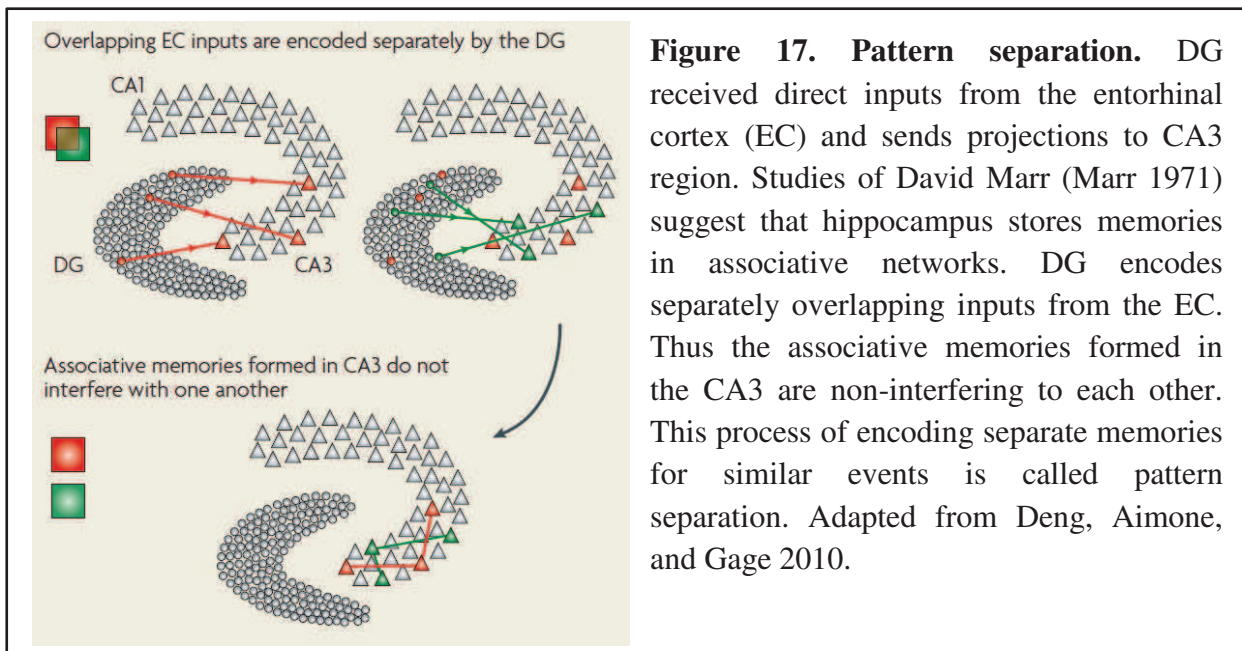 Overlapping EC inputs are encoded separately by the DG
CA1
DG
CA3
Associative memories formed in CA3 do not
interfere with one another
Figure 17. Pattern separation. DG
received direct inputs from the entorhinal
cortex (EC) and sends projections to CA3
region. Studies of David Marr (Marr 1971)
suggest that hippocampus stores memories
in associative networks. DG encodes
separately overlapping inputs from the EC.
Thus the associative memories formed in
the CA3 are non-interfering to each other.
This process of encoding separate memories
for similar events is called pattern
separation. Adapted from Deng, Aimone,
and Gage 2010.